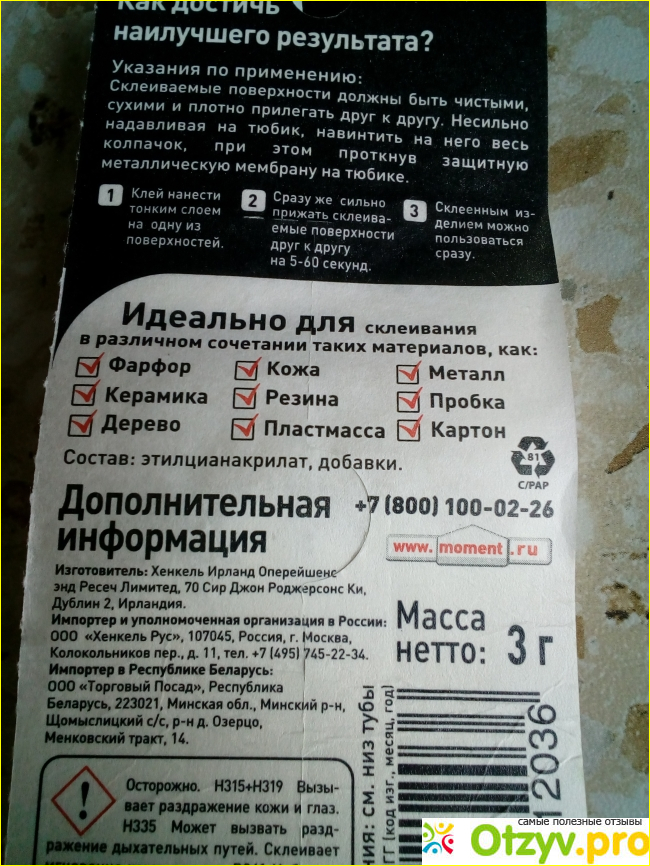 Как достичь
наилучшего результата?
Указания по применению:
Склеиваемые поверхности должны быть чистыми,
сухими и плотно прилегать друг к другу. Несильно
надавливая на тюбик, навинтить на него весь
колпачок, при этом проткнув защитную
металлическую мембрану на тюбике.
1 Клей нанести
тонким слоем
на одну из
поверхностей.
2 Сразу же сильно
прижать склеива-
емые поверхности
друг к другу
на 5-60 секунд.
3 Склеенным из-
делием можно
пользоваться
сразу.
Идеально для склеивания
в различном сочетании таких материалов, как:
Фарфор Кожа Металл
Керамика Резина Пробка
Дерево Пластмасса Картон
Состав: этилцианакрилат, добавки.
81
C/PAP
Дополнительная
информация
+7 (800) 100-02-26
www.moment.ru
Изготовитель: Хенкель Ирланд Оперейшенс
энд Ресеч Лимитед, 70 Сир Джон Роджерсонс Ки,
Дублин 2, Ирландия.
Импортер и уполномоченная организация в России:
ООО «Хенкель Рус», 107045, Россия, г. Москва,
Колокольников пер., д. 11, тел. +7 (495) 745-22-34.
Импортер в Республике Беларусь:
ООО «Торговый Посад», Республика
Беларусь, 223021, Минская обл., Минский р-н,
Щомыслицкий с/с, р-н д. Озерцо,
Менковский тракт, 14.
Масса
нетто: 3 г
Осторожно. H315+H319 Вызы-
вает раздражение кожи и глаз.
H335 Может вызвать разд-
ражение дыхательных путей. Склеивает
ния: см. низ тубы
ГГ (код изг., месяц, год)
12036
самые полезные отзывы
Otzyv.pro